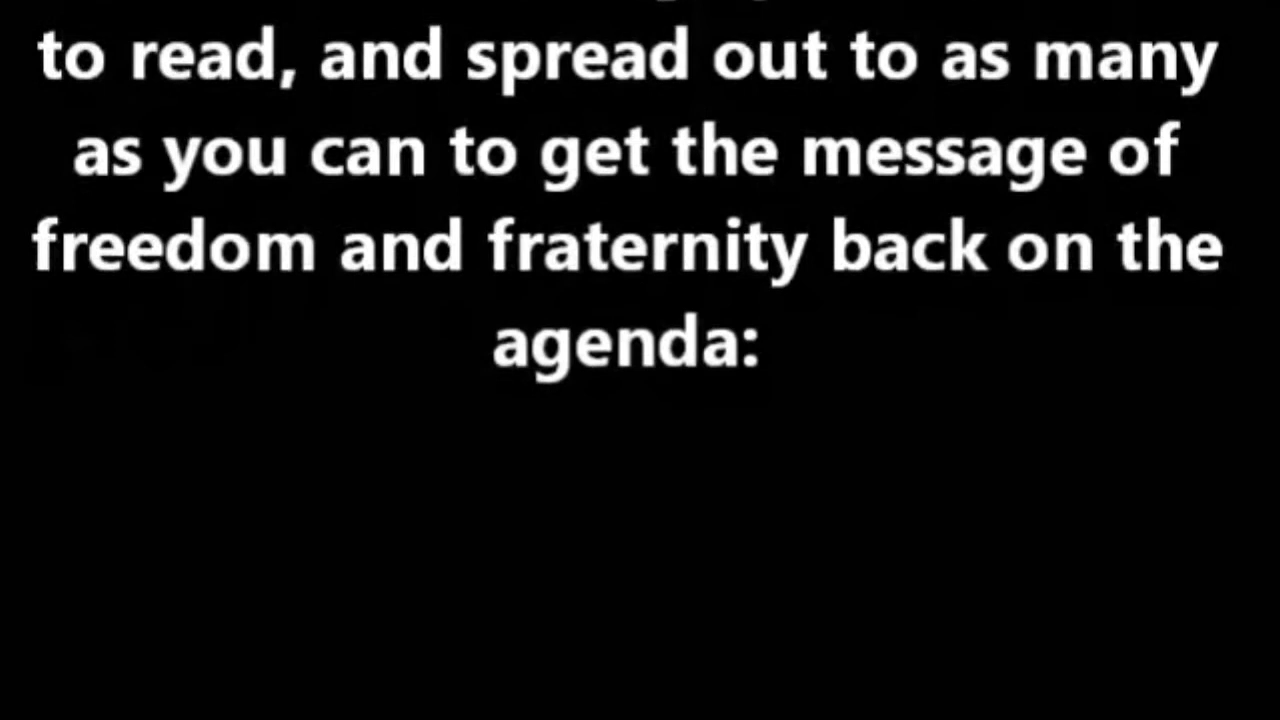 to read, and spread out to as many
as you can to get the message of
freedom and fraternity back on the
agenda: